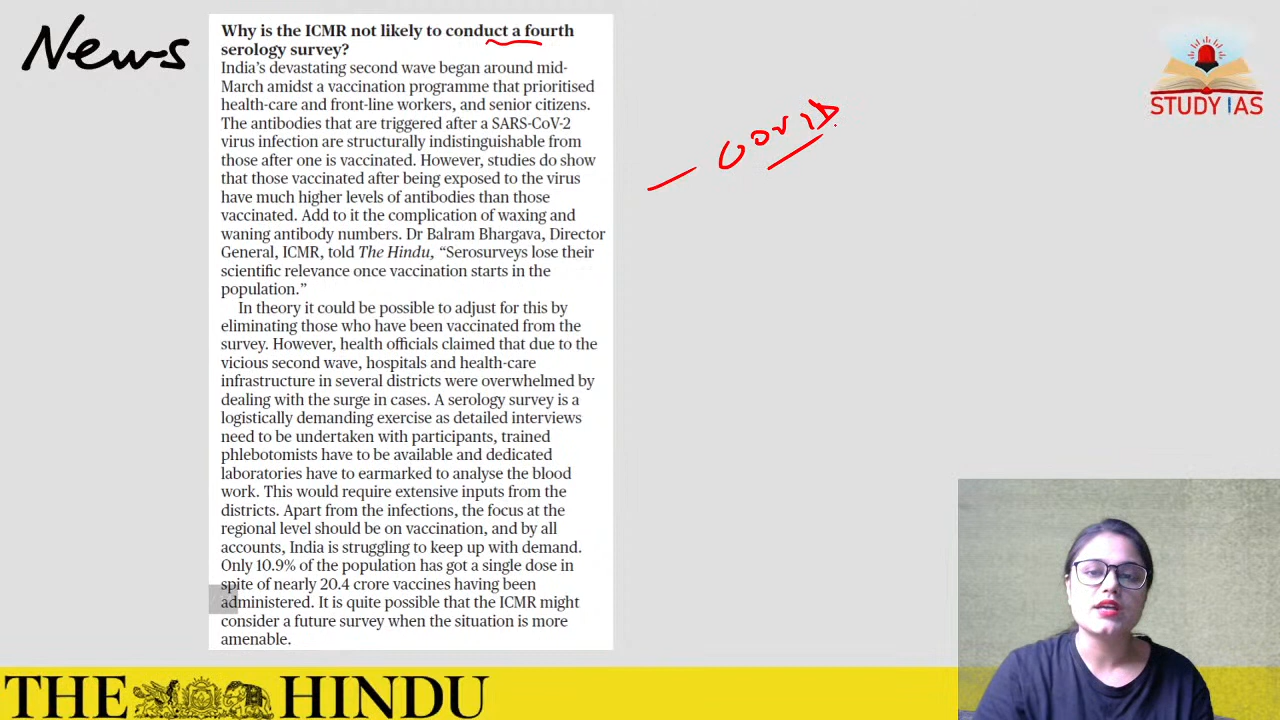 News
Why is the ICMR not likely to conduct a fourth
serology survey?
India's devastating second wave began around mid-
March amidst a vaccination programme that prioritised
health-care and front-line workers, and senior citizens.
The antibodies that are triggered after a SARS-CoV-2
virus infection are structurally indistinguishable from
those after one is vaccinated. However, studies do show
that those vaccinated after being exposed to the virus
have much higher levels of antibodies than those
vaccinated. Add to it the complication of waxing and
waning antibody numbers. Dr Balram Bhargava, Director
General, ICMR, told The Hindu, “Serosurveys lose their
scientific relevance once vaccination starts in the
population.”
In theory it could be possible to adjust for this by
eliminating those who have been vaccinated from the
survey. However, health officials claimed that due to the
vicious second wave, hospitals and health-care
infrastructure in several districts were overwhelmed by
dealing with the surge in cases. A serology survey is a
logistically demanding exercise as detailed interviews
need to be undertaken with participants, trained
phlebotomists have to be available and dedicated
laboratories have to earmarked to analyse the blood
work. This would require extensive inputs from the
districts. Apart from the infections, the focus at the
regional level should be on vaccination, and by all
accounts, India is struggling to keep up with demand.
Only 10.9% of the population has got a single dose in
spite of nearly 20.4 crore vaccines having been
administered. It is quite possible that the ICMR might
consider a future survey when the situation is more
amenable.
COVID
STUDY IAS
THE HINDU